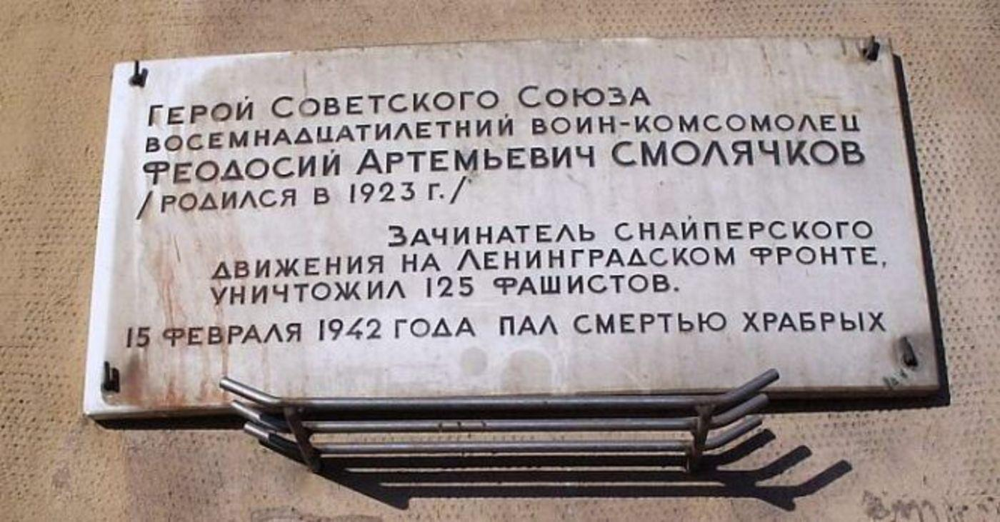 Герой Советского Союза
восемнадцатилетний воин-комсомолец
Феодосий Артемьевич СМОЛЯЧКОВ
/родился в 1923 г./
Зачинатель снайперского
движения на Ленинградском фронте,
уничтожил 125 фашистов.
15 февраля 1942 года пал смертью храбрых